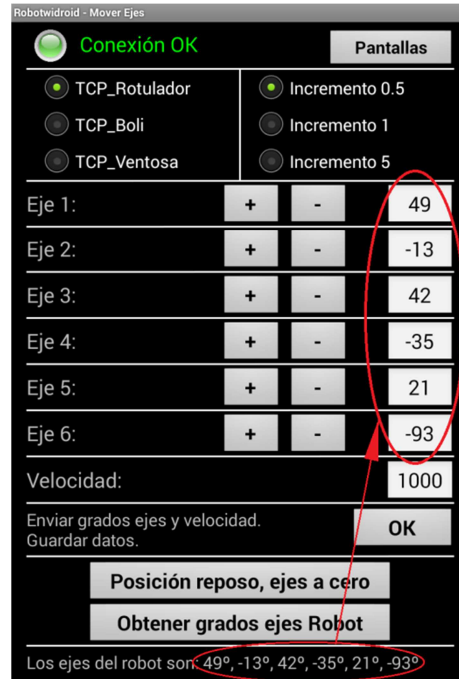 Robotwidroid - Mover Ejes
Conexión OK
Pantallas
TCP_Rotulador
Incremento 0.5
TCP_Boli
Incremento 1
TCP_Ventosa
Incremento 5
Eje 1: + - 49
Eje 2: + - -13
Eje 3: + - 42
Eje 4: + - -35
Eje 5: + - 21
Eje 6: + - -93
Velocidad: 1000
Enviar grados ejes y velocidad.
Guardar datos.
OK
Posición reposo, ejes a cero
Obtener grados ejes Robot
Los ejes del robot son: 49º, -13º, 42º, -35º, 21º, -93º